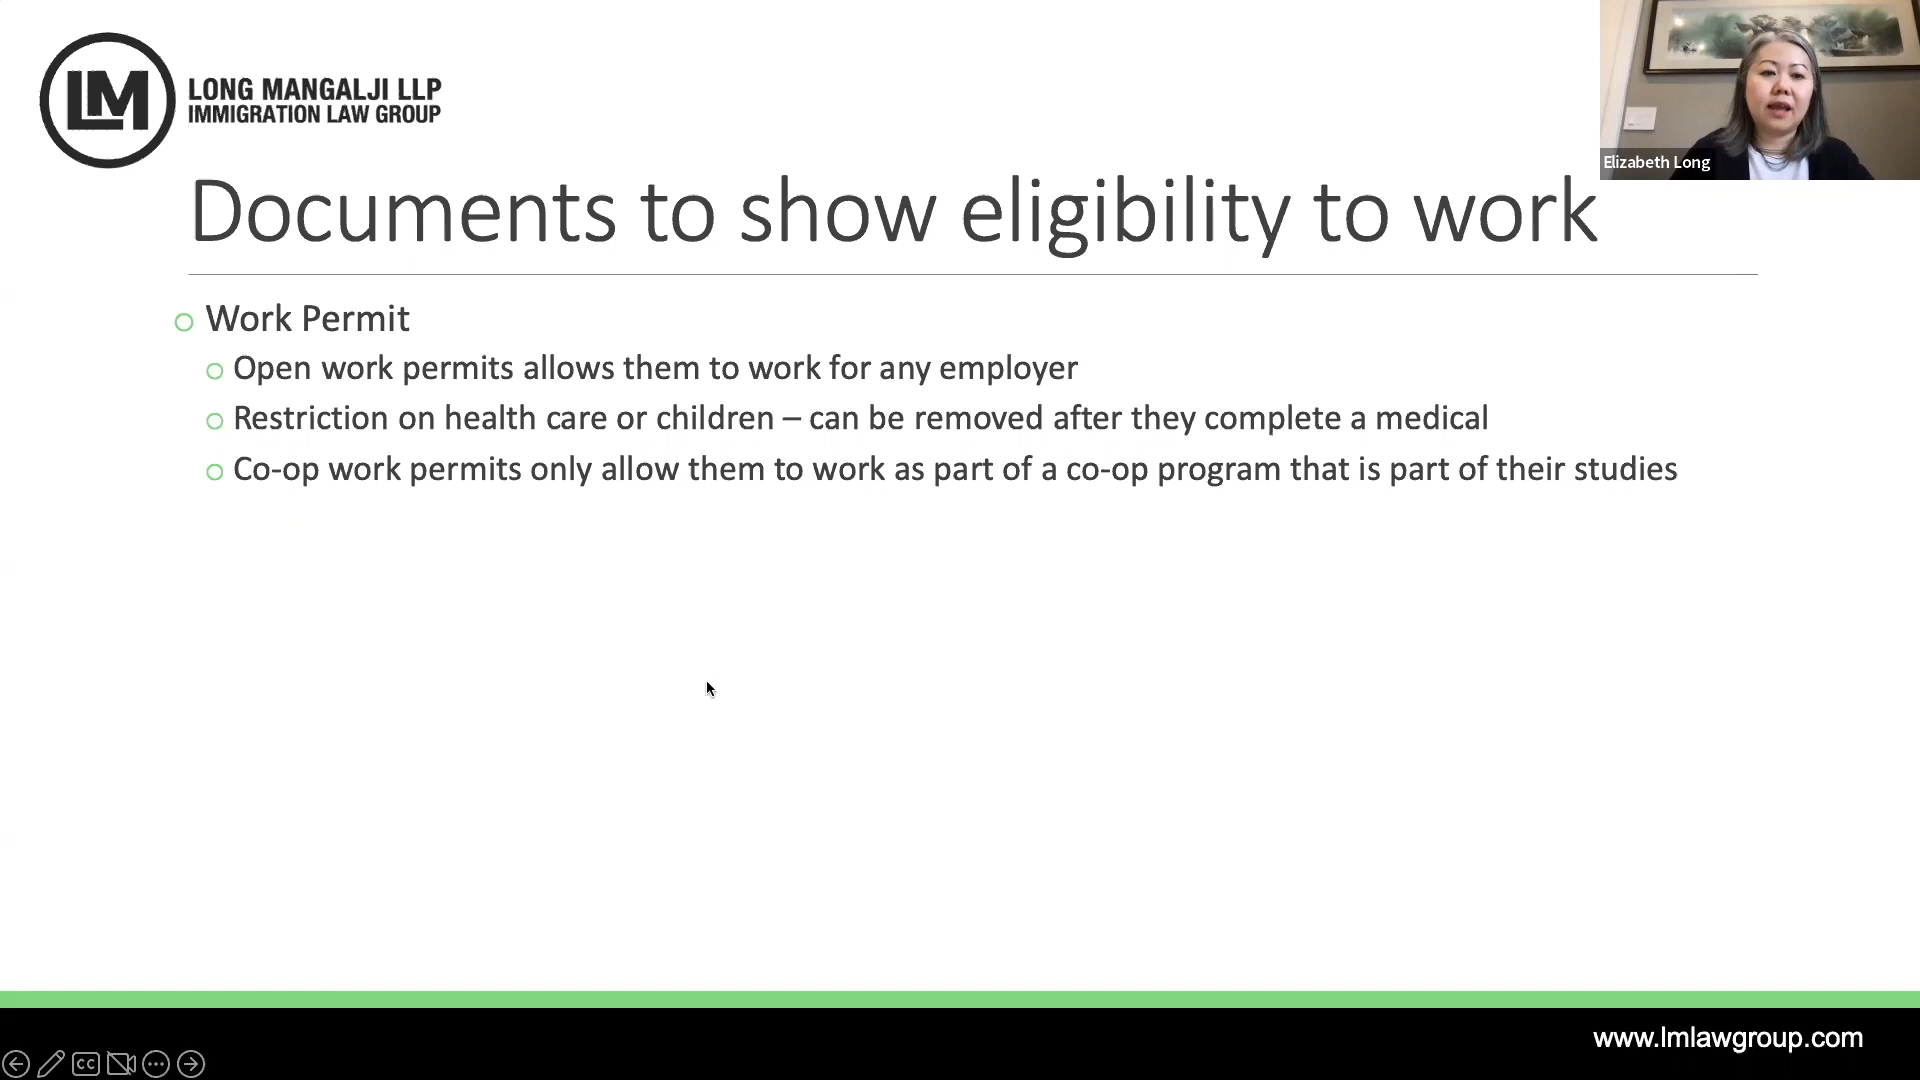 LM
LONG MANGALJI LLP
IMMIGRATION LAW GROUP
Elizabeth Long
Documents to show eligibility to work
Work Permit
Open work permits allows them to work for any employer
Restriction on health care or children – can be removed after they complete a medical
Co-op work permits only allow them to work as part of a co-op program that is part of their studies
www.lmlawgroup.com
CC